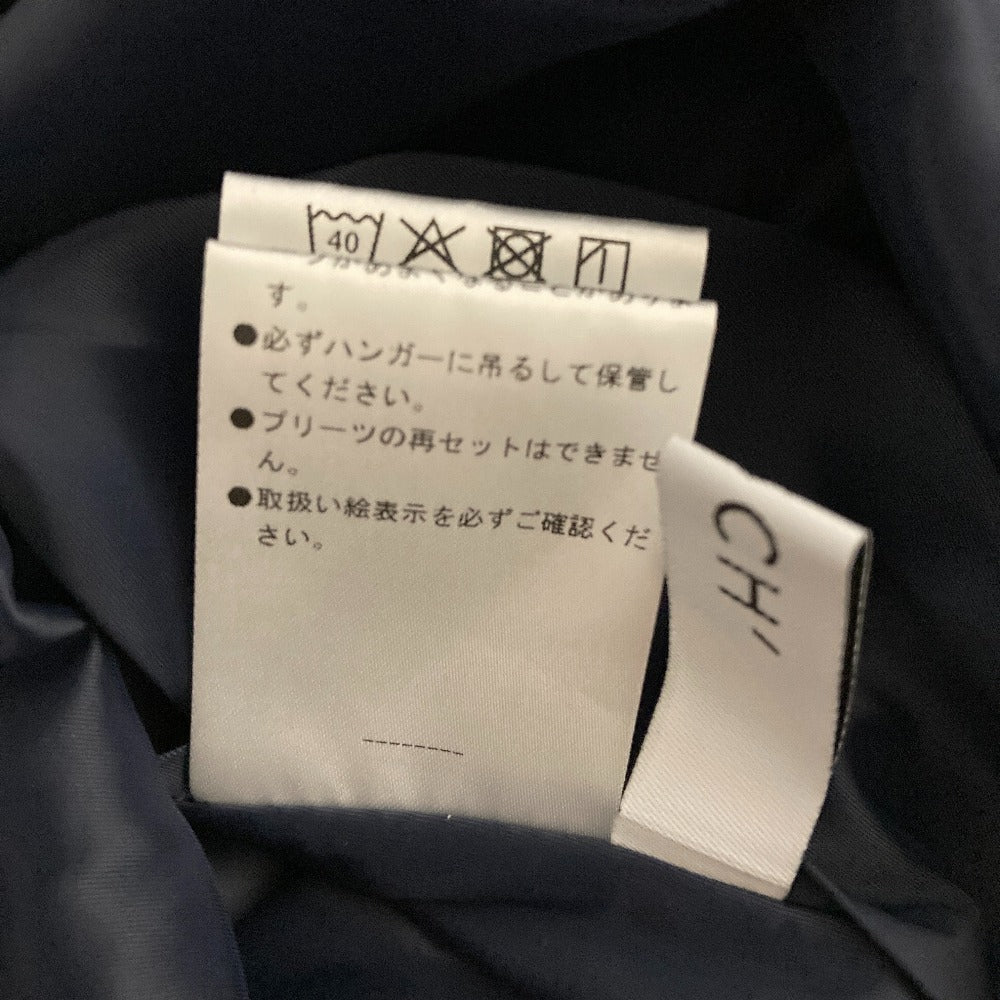 40
す。
●必ずハンガーに吊るして保管し
てください。
●プリーツの再セットはできませ
ん。
●取扱い絵表示を必ずご確認くだ
さい。
CH'